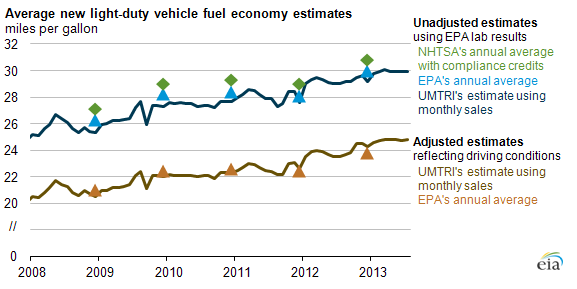 Average new light-duty vehicle fuel economy estimates
miles per gallon
32
30
28
26
24
22
20
//
0
2008
2009
2010
2011
2012
2013
Unadjusted estimates
using EPA lab results
NHTSA's annual average
with compliance credits
EPA's annual average
UMTRI's estimate using
monthly sales
Adjusted estimates
reflecting driving conditions
UMTRI's estimate using
monthly sales
EPA's annual average
eia